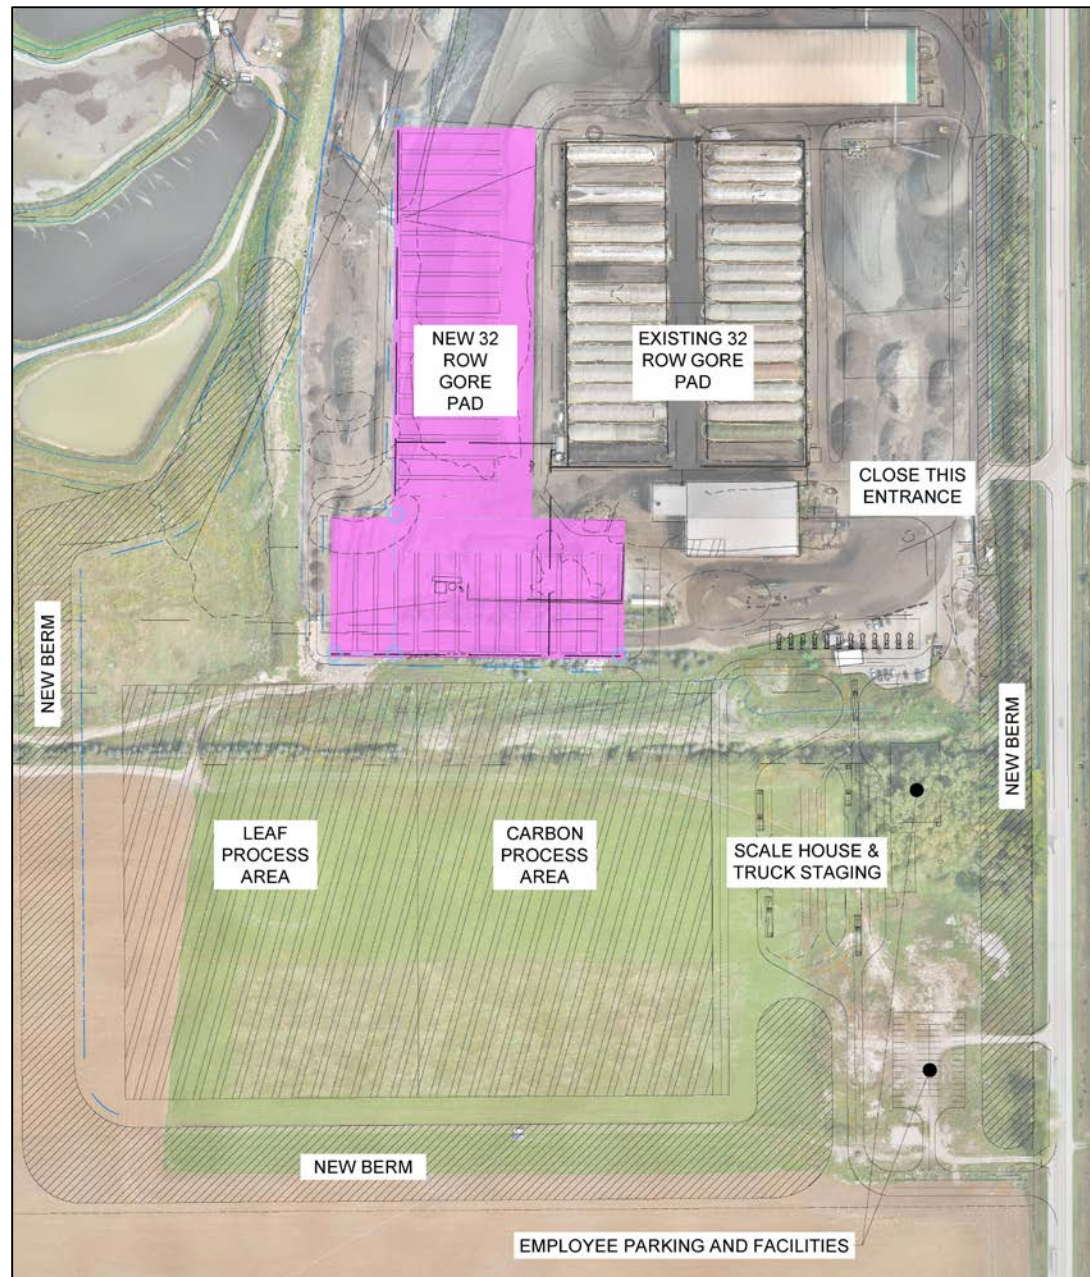 NEW 32
ROW
GORE
PAD
EXISTING 32
ROW GORE
PAD
CLOSE THIS
ENTRANCE
NEW BERM
NEW BERM
LEAF
PROCESS
AREA
CARBON
PROCESS
AREA
SCALE HOUSE &
TRUCK STAGING
NEW BERM
EMPLOYEE PARKING AND FACILITIES